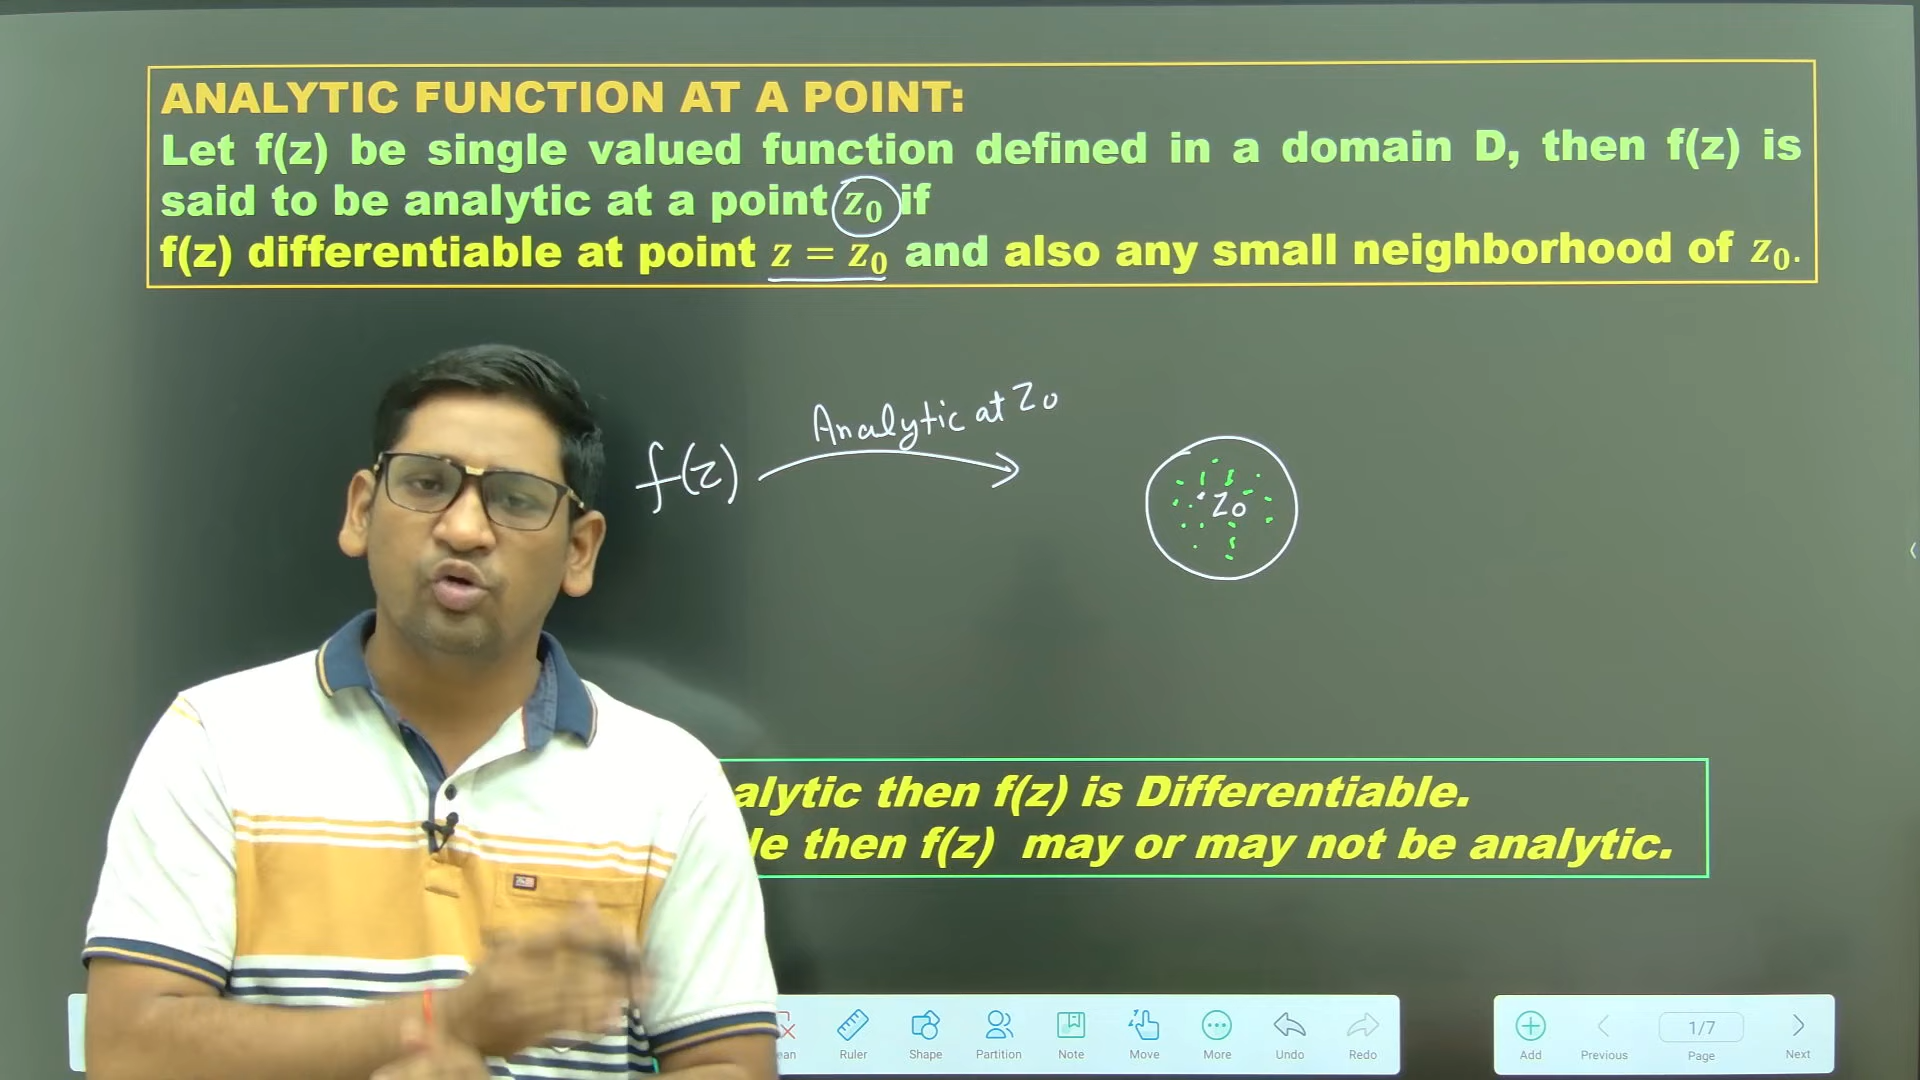 ANALYTIC FUNCTION AT A POINT:
Let f(z) be single valued function defined in a domain D, then f(z) is
said to be analytic at a point z₀ if
f(z) differentiable at point z = z₀ and also any small neighborhood of z₀.
Analytic at Z₀
f(z)
Z₀
then f(z) is Differentiable.
then f(z) may or may not be analytic.
Ruler Shape Partition Note Move More Undo Redo Add Previous 1/7 Page Next